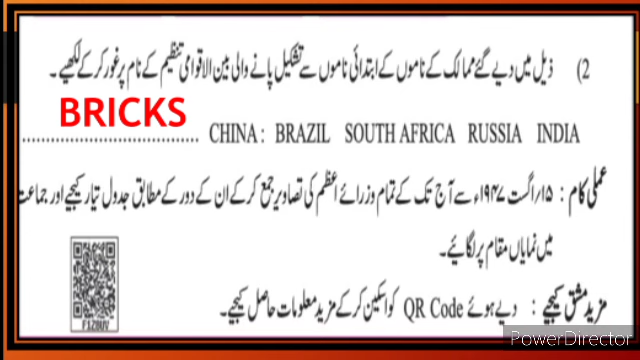 2) ذیل میں دیے گئے ممالک کے ناموں کے ابتدائی ناموں سے تشکیل پانے والی بین الاقوامی تنظیم کے نام پر غور کر کے لکھیے۔
BRICKS
CHINA : BRAZIL SOUTH AFRICA RUSSIA INDIA ....................................
عملی کام : ۱۵؍اگست ۱۹۴۷ء سے آج تک کے تمام وزرائے اعظم کی تصاویر جمع کر کے ان کے دور کے مطابق جدول تیار کیجیے اور جماعت
میں نمایاں مقام پر لگائیے۔
مزید مشق کیجیے : دیے ہوئے QR Code کو اسکین کر کے مزید معلومات حاصل کیجیے۔
F1Z8UV
PowerDirector